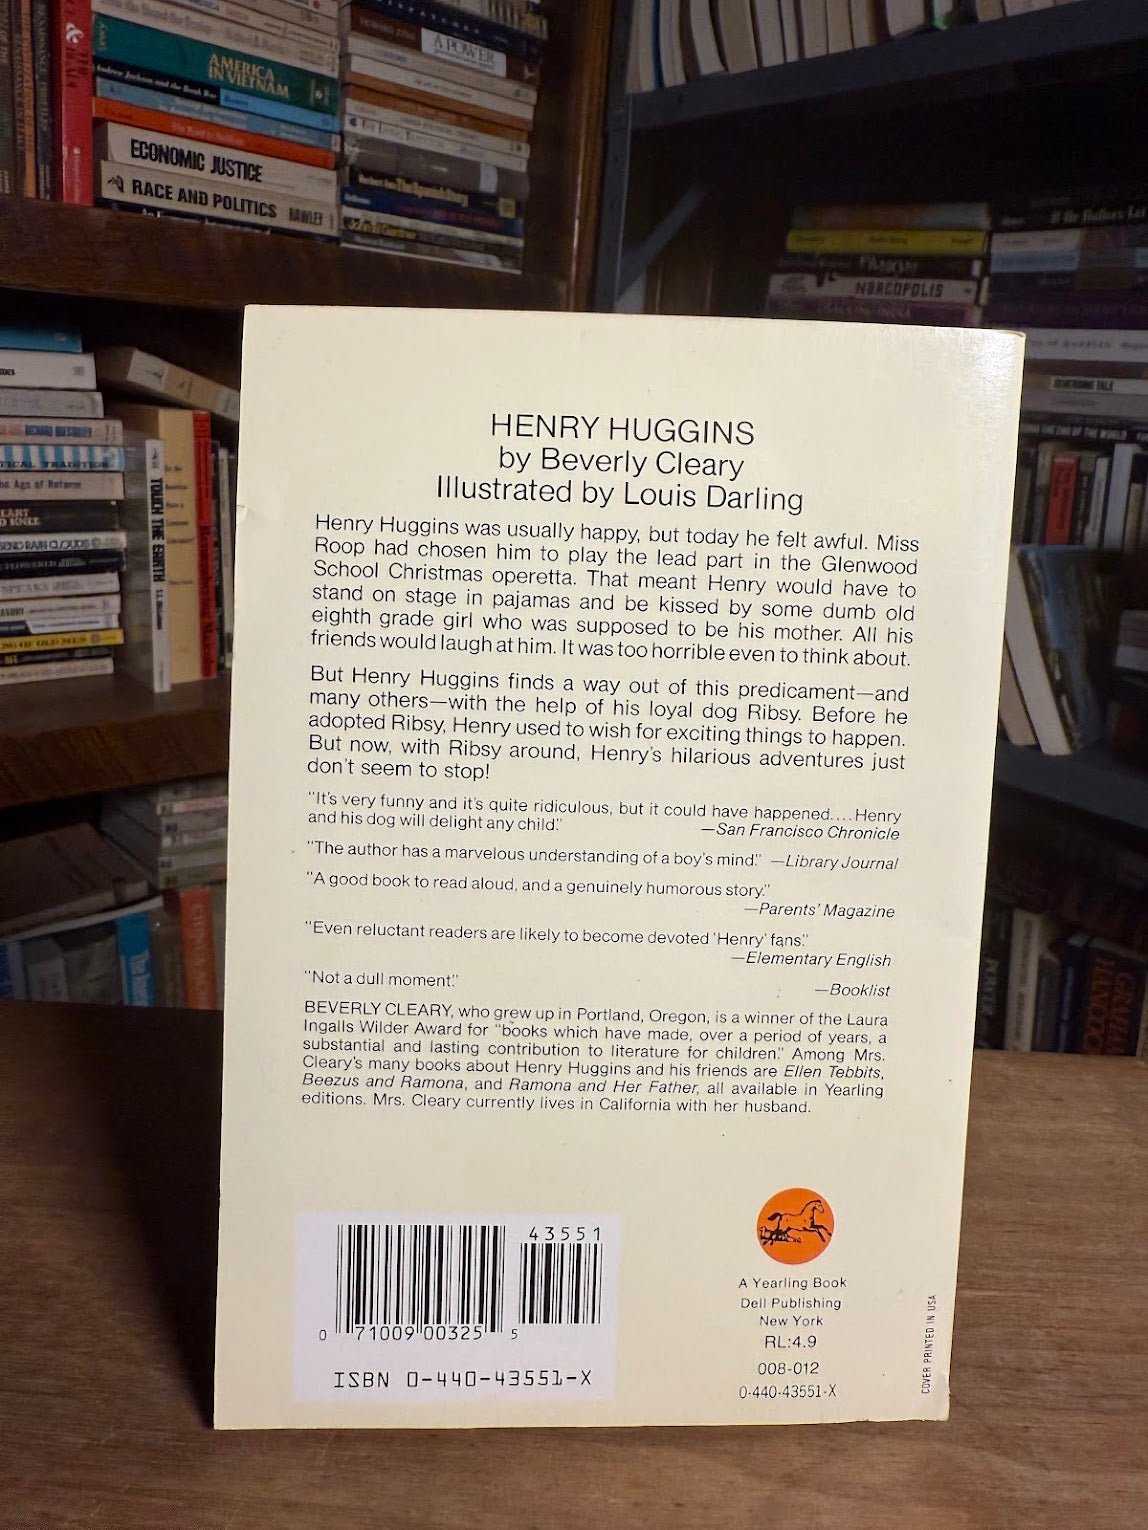 AMERICA
IN VIETNAM
Andrew Jackson and the Bank War
ECONOMIC JUSTICE
RACE AND POLITICS HAWLEY
A POWER
NARCOPOLIS
TOUCH THE EARTH
HENRY HUGGINS
by Beverly Cleary
Illustrated by Louis Darling
Henry Huggins was usually happy, but today he felt awful. Miss
Roop had chosen him to play the lead part in the Glenwood
School Christmas operetta. That meant Henry would have to
stand on stage in pajamas and be kissed by some dumb old
eighth grade girl who was supposed to be his mother. All his
friends would laugh at him. It was too horrible even to think about.
But Henry Huggins finds a way out of this predicament—and
many others—with the help of his loyal dog Ribsy. Before he
adopted Ribsy, Henry used to wish for exciting things to happen.
But now, with Ribsy around, Henry's hilarious adventures just
don't seem to stop!
"It's very funny and it's quite ridiculous, but it could have happened....Henry
and his dog will delight any child." —San Francisco Chronicle
"The author has a marvelous understanding of a boy's mind." —Library Journal
"A good book to read aloud, and a genuinely humorous story."
—Parents' Magazine
"Even reluctant readers are likely to become devoted 'Henry' fans."
—Elementary English
"Not a dull moment."
—Booklist
BEVERLY CLEARY, who grew up in Portland, Oregon, is a winner of the Laura
Ingalls Wilder Award for "books which have made, over a period of years, a
substantial and lasting contribution to literature for children." Among Mrs.
Cleary's many books about Henry Huggins and his friends are Ellen Tebbits,
Beezus and Ramona, and Ramona and Her Father, all available in Yearling
editions. Mrs. Cleary currently lives in California with her husband.
43551
0 71009 00325 5
ISBN 0-440-43551-X
A Yearling Book
Dell Publishing
New York
RL:4.9
008-012
0-440-43551-X
COVER PRINTED IN USA